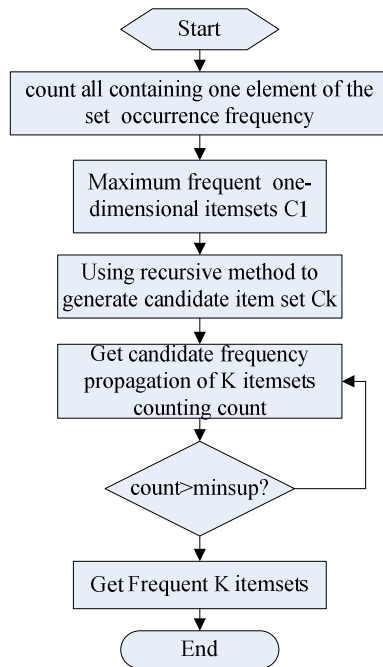 Start
count all containing one element of the
set occurrence frequency
Maximum frequent one-
dimensional itemsets C1
Using recursive method to
generate candidate item set Ck
Get candidate frequency
propagation of K itemsets
counting count
count>minsup?
Get Frequent K itemsets
End